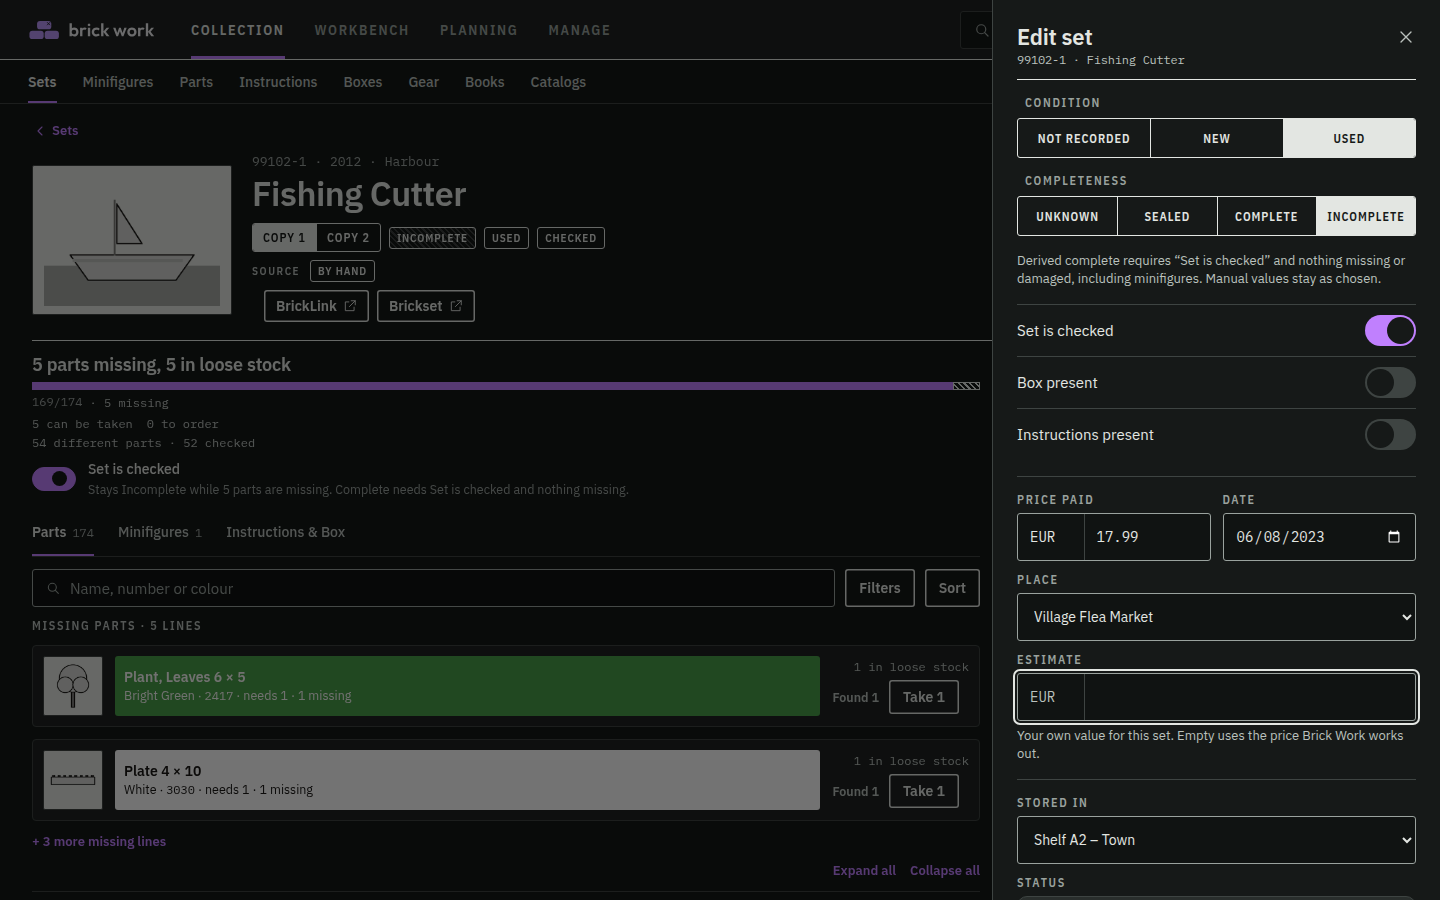 brick work
COLLECTION WORKBENCH PLANNING MANAGE
Sets Minifigures Parts Instructions Boxes Gear Books Catalogs
Sets
99102-1 · 2012 · Harbour
Fishing Cutter
COPY 1 COPY 2 INCOMPLETE USED CHECKED
SOURCE BY HAND
BrickLink Brickset
5 parts missing, 5 in loose stock
169/174 · 5 missing
5 can be taken 0 to order
54 different parts · 52 checked
Set is checked
Stays Incomplete while 5 parts are missing. Complete needs Set is checked and nothing missing.
Parts 174 Minifigures 1 Instructions & Box
Name, number or colour
Filters Sort
MISSING PARTS · 5 LINES
Plant, Leaves 6 × 5
Bright Green · 2417 · needs 1 · 1 missing
1 in loose stock
Found 1 Take 1
Plate 4 × 10
White · 3030 · needs 1 · 1 missing
1 in loose stock
Found 1 Take 1
+ 3 more missing lines
Expand all Collapse all
Edit set
99102-1 · Fishing Cutter
CONDITION
NOT RECORDED NEW USED
COMPLETENESS
UNKNOWN SEALED COMPLETE INCOMPLETE
Derived complete requires “Set is checked” and nothing missing or
damaged, including minifigures. Manual values stay as chosen.
Set is checked
Box present
Instructions present
PRICE PAID DATE
EUR 17.99 06/08/2023
PLACE
Village Flea Market
ESTIMATE
EUR
Your own value for this set. Empty uses the price Brick Work works
out.
STORED IN
Shelf A2 – Town
STATUS